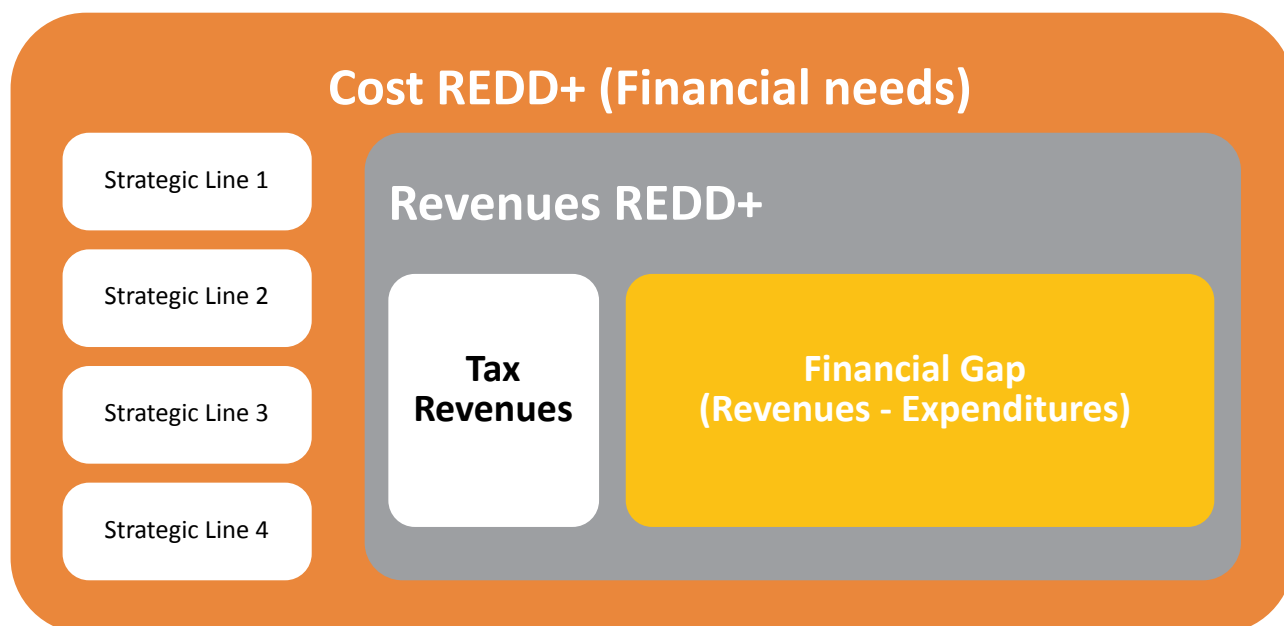 Cost REDD+ (Financial needs)
Strategic Line 1
Strategic Line 2
Strategic Line 3
Strategic Line 4
Revenues REDD+
Tax
Revenues
Financial Gap
(Revenues - Expenditures)